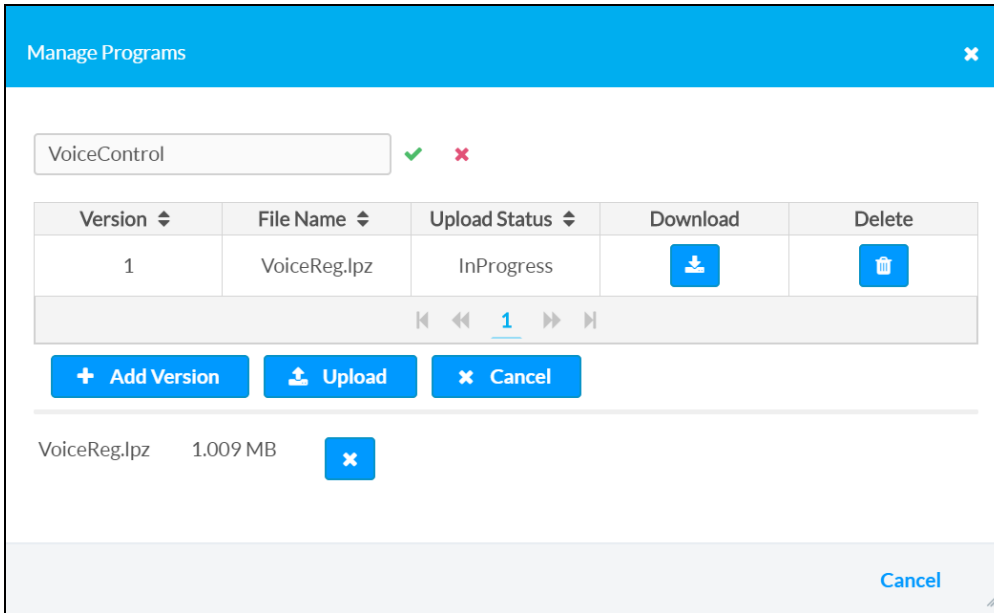 Manage Programs
VoiceControl
Version File Name Upload Status Download Delete
1 VoiceReg.lpz InProgress
1
Add Version Upload Cancel
VoiceReg.lpz 1.009 MB
Cancel